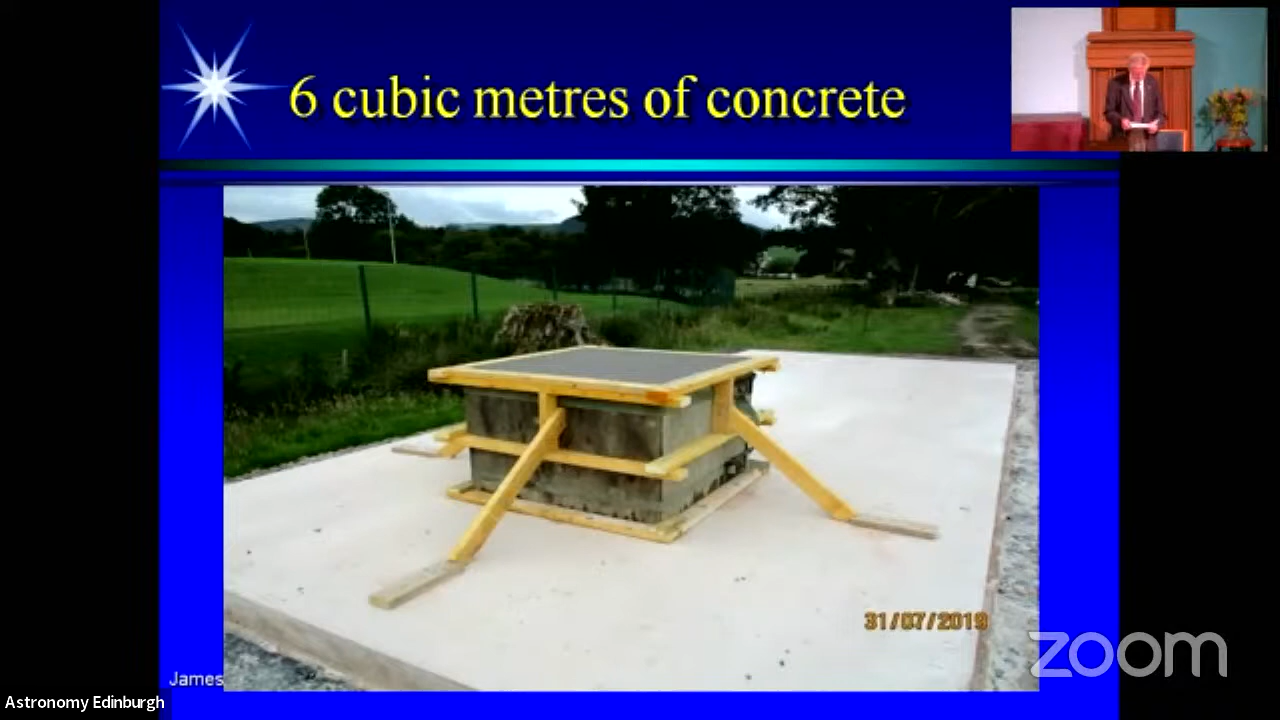 6 cubic metres of concrete
31/07/2019
zoom
James
Astronomy Edinburgh